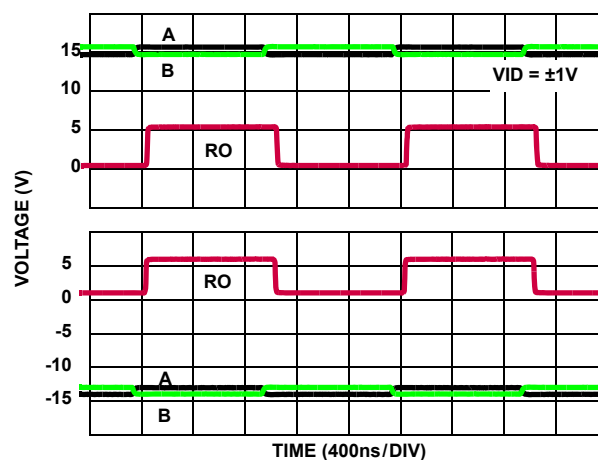 A
15
B
VID = ±1V
10
5
RO
0
VOLTAGE (V)
5
RO
0
-5
-10
A
-15
B
TIME (400ns/DIV)